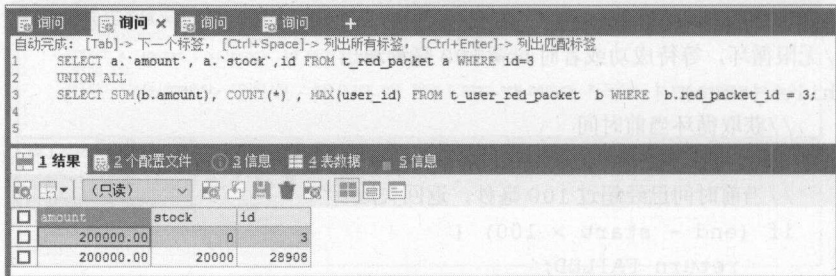 询问 询问 × 询问 询问 +
自动完成： [Tab]-> 下一个标签， [Ctrl+Space]-> 列出所有标签， [Ctrl+Enter]-> 列出匹配标签
1 SELECT a.`amount`, a.`stock`,id FROM t_red_packet a WHERE id=3
2 UNION ALL
3 SELECT SUM(b.amount), COUNT(*) , MAX(user_id) FROM t_user_red_packet b WHERE b.red_packet_id = 3;
4
5
1 结果 2 个配置文件 3 信息 4 表数据 5 信息
（只读）
amount stock id
200000.00 0 3
200000.00 20000 28908